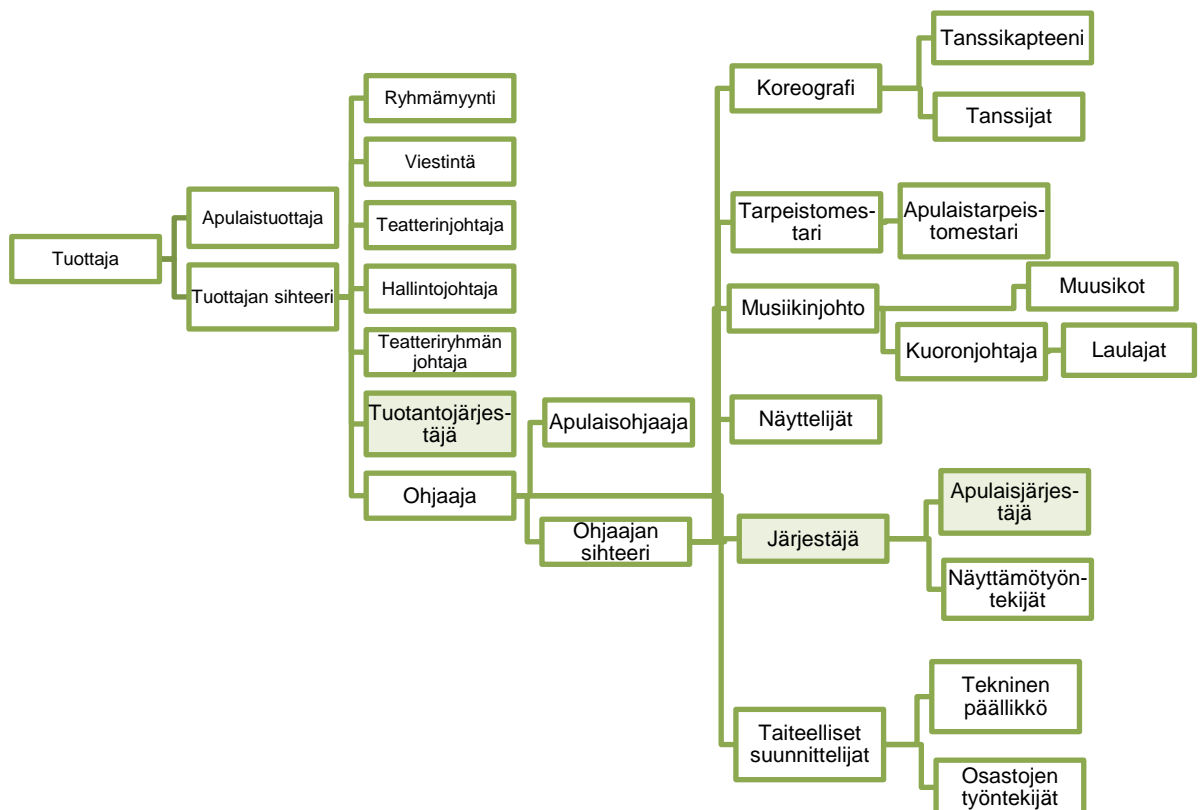 Tuottaja
Apulaistuottaja
Tuottajan sihteeri
Ryhmämyynti
Viestintä
Teatterinjohtaja
Hallintojohtaja
Teatteriryhmän
johtaja
Tuotantojärjes-
täjä
Ohjaaja
Apulaisohjaaja
Ohjaajan
sihteeri
Koreografi
Tanssikapteeni
Tanssijat
Tarpeistomes-
tari
Apulaistarpeis-
tomestari
Musiikinjohto
Muusikot
Kuoronjohtaja
Laulajat
Näyttelijät
Järjestäjä
Apulaisjärjes-
täjä
Näyttämötyön-
tekijät
Taiteelliset
suunnittelijat
Tekninen
päällikkö
Osastojen
työntekijät